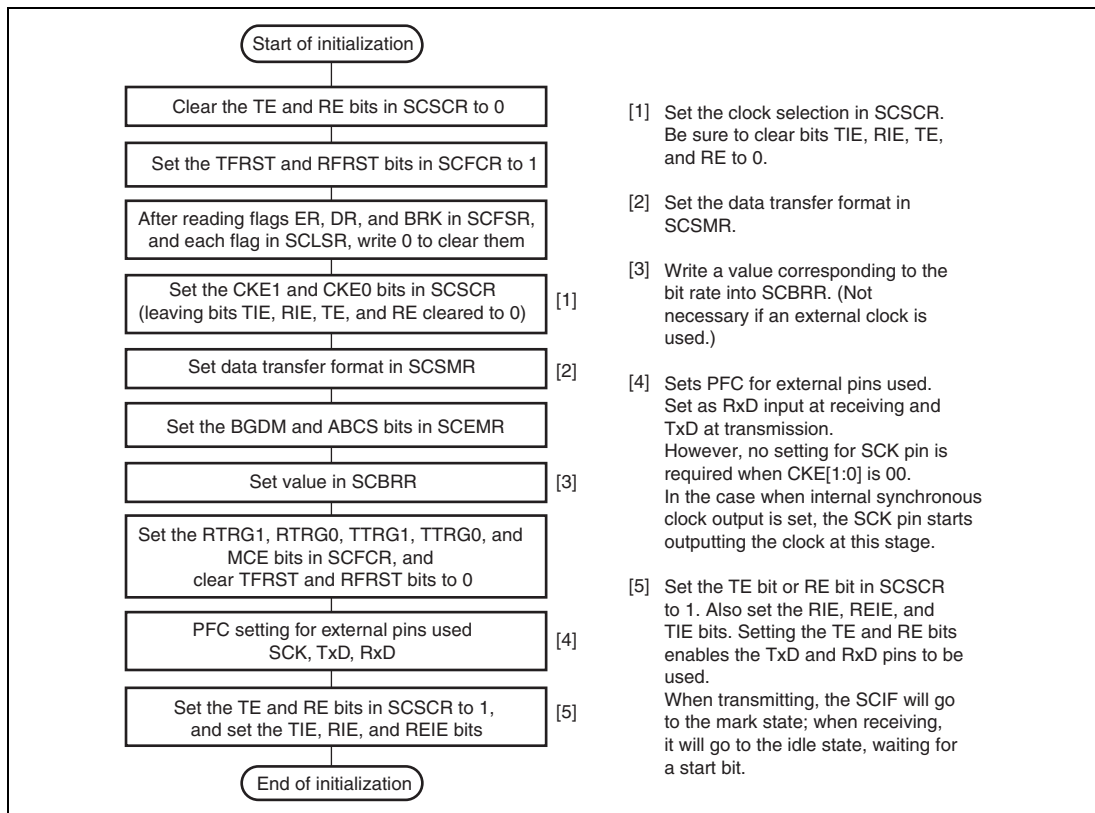 Start of initialization
Clear the TE and RE bits in SCSCR to 0
Set the TFRST and RFRST bits in SCFCR to 1
After reading flags ER, DR, and BRK in SCFSR,
and each flag in SCLSR, write 0 to clear them
Set the CKE1 and CKE0 bits in SCSCR
(leaving bits TIE, RIE, TE, and RE cleared to 0)
[1]
Set data transfer format in SCSMR
[2]
Set the BGDM and ABCS bits in SCEMR
Set value in SCBRR
[3]
Set the RTRG1, RTRG0, TTRG1, TTRG0, and
MCE bits in SCFCR, and
clear TFRST and RFRST bits to 0
PFC setting for external pins used
SCK, TxD, RxD
[4]
Set the TE and RE bits in SCSCR to 1,
and set the TIE, RIE, and REIE bits
[5]
End of initialization
[1] Set the clock selection in SCSCR.
Be sure to clear bits TIE, RIE, TE,
and RE to 0.
[2] Set the data transfer format in
SCSMR.
[3] Write a value corresponding to the
bit rate into SCBRR. (Not
necessary if an external clock is
used.)
[4] Sets PFC for external pins used.
Set as RxD input at receiving and
TxD at transmission.
However, no setting for SCK pin is
required when CKE[1:0] is 00.
In the case when internal synchronous
clock output is set, the SCK pin starts
outputting the clock at this stage.
[5] Set the TE bit or RE bit in SCSCR
to 1. Also set the RIE, REIE, and
TIE bits. Setting the TE and RE bits
enables the TxD and RxD pins to be
used.
When transmitting, the SCIF will go
to the mark state; when receiving,
it will go to the idle state, waiting for
a start bit.